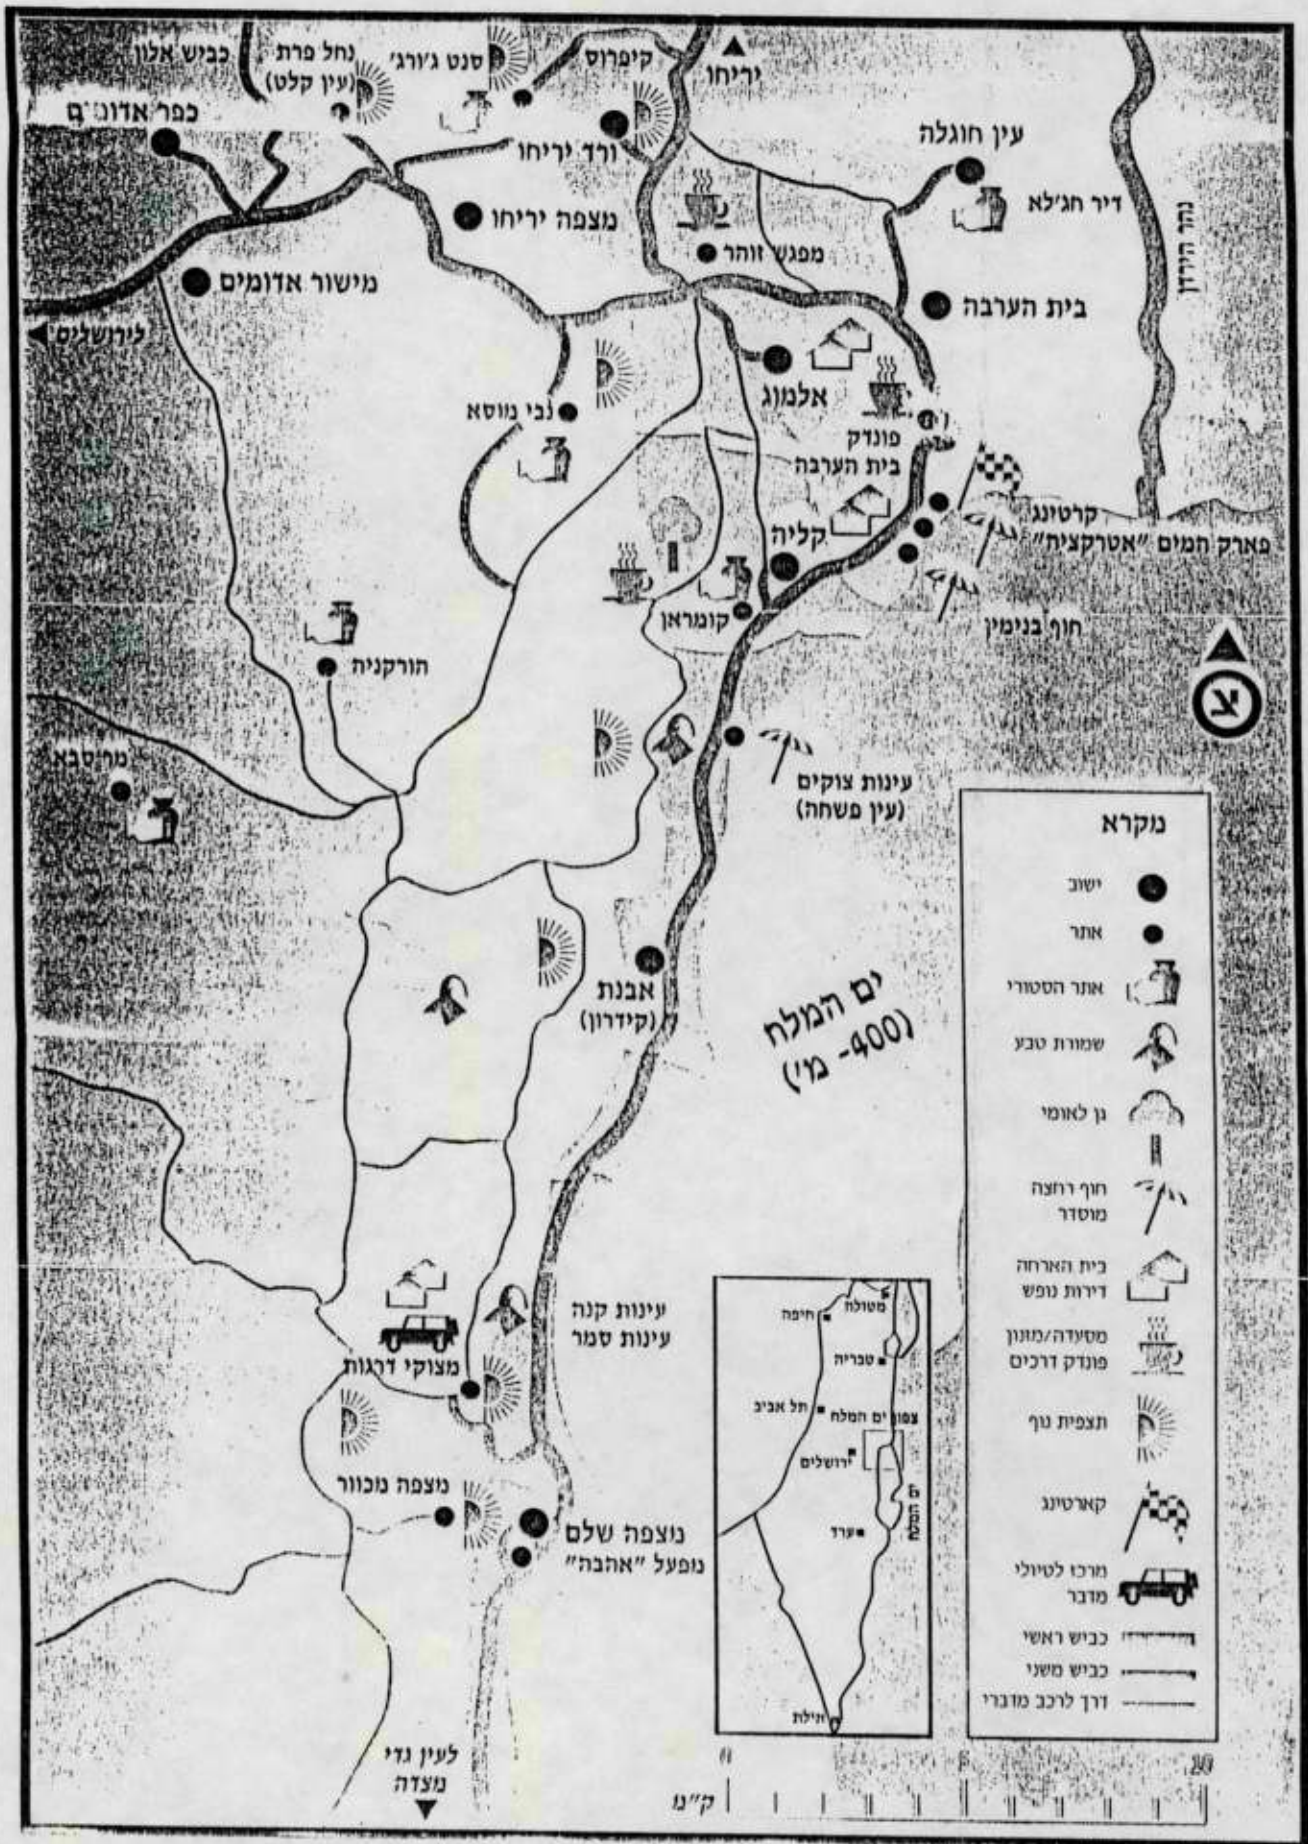 כביש אלון
נחל פרת
(עין קלט)
סנט ג'ורג'
קיפרוס
יריחו
כפר אדומים
ורד יריחו
עין חוגלה
דיר חג'לא
נהר הירדן
מצפה יריחו
מפגש זוהר
מישור אדומים
בית הערבה
לירושלים
אלמוג
נבי מוסא
פונדק
בית הערבה
קרטינג
פארק המים "אטרקציה"
קליה
קומראן
חוף בנימין
הורקניה
צ
מר סבא
עינות צוקים
(עין פשחה)
אבנת
(קידרון)
ים המלח
(400- מ')
עינות קנה
עינות סמר
מצוקי דרגות
מצפה מכוור
מצפה שלם
מפעל "אהבה"
לעין גדי
מצדה
מקרא
ישוב
אתר
אתר הסטורי
שמורת טבע
גן לאומי
חוף רחצה
מוסדר
בית הארחה
דירות נופש
מסעדה/מזנון
פונדק דרכים
תצפית נוף
קארטינג
מרכז לטיולי
מדבר
כביש ראשי
כביש משני
דרך לרכב מדברי
מטולה
חיפה
טבריה
תל אביב
צפון ים המלח
ירושלים
ים המלח
ערד
אילת
ק"מ